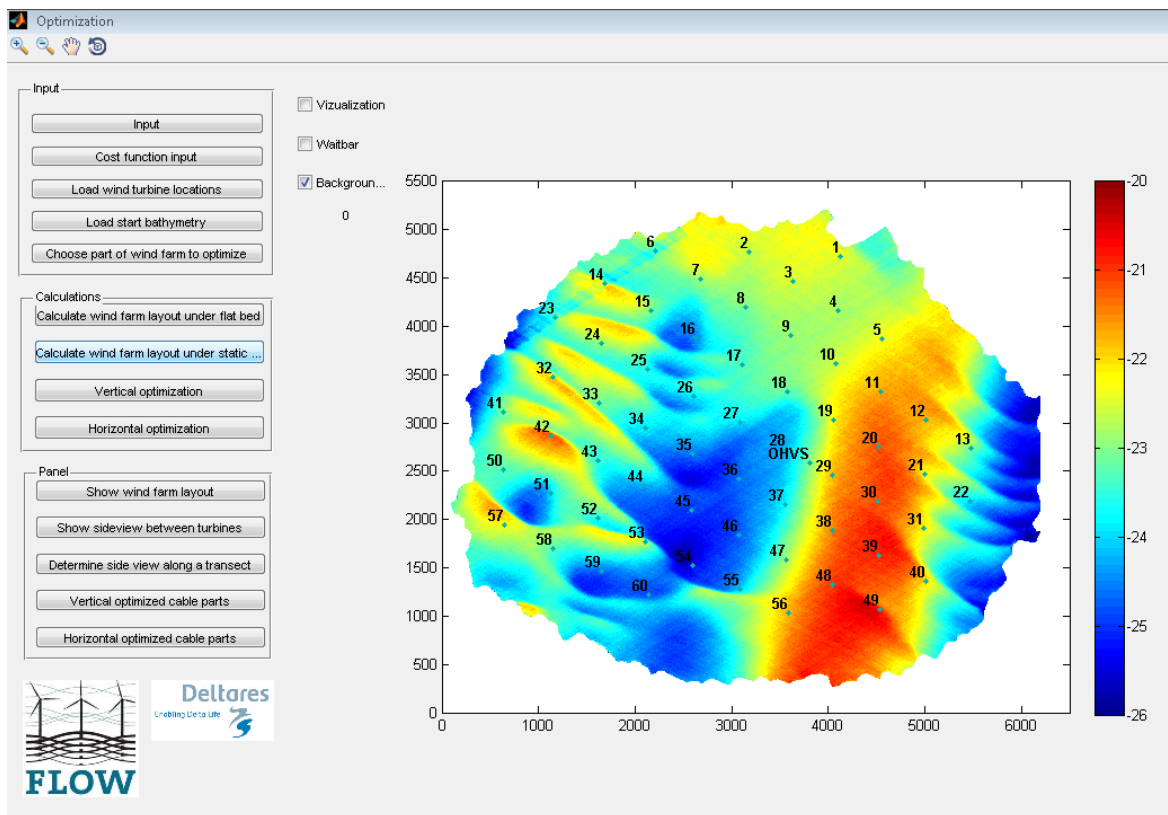 Optimization
Input
Input
Cost function input
Load wind turbine locations
Load start bathymetry
Choose part of wind farm to optimize
Calculations
Calculate wind farm layout under flat bed
Calculate wind farm layout under static ...
Vertical optimization
Horizontal optimization
Panel
Show wind farm layout
Show sideview between turbines
Determine side view along a transect
Vertical optimized cable parts
Horizontal optimized cable parts
FLOW
Deltares
Enabling Delta Life
Vizualization
Waitbar
Backgroun...
0
5500
5000
4500
4000
3500
3000
2500
2000
1500
1000
500
0
6 2 1
7 3
14
15 8 4
23
24 16 9 5
25 17 10
32 26 18 11
41 33 34 27 19 12
42 43 35 28 20 13
OHVS
50 44 36 29 21
51 45 37 30 22
57 52 46 38 31
58 53 47 39
59 54 48 40
60 55 56 49
0 1000 2000 3000 4000 5000 6000
-20
-21
-22
-23
-24
-25
-26